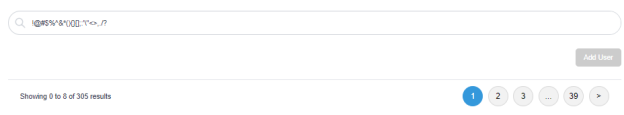 !@#$%^&*(){}[];:"\"<>,./?
Add User
Showing 0 to 8 of 305 results
1 2 3 ... 39 >